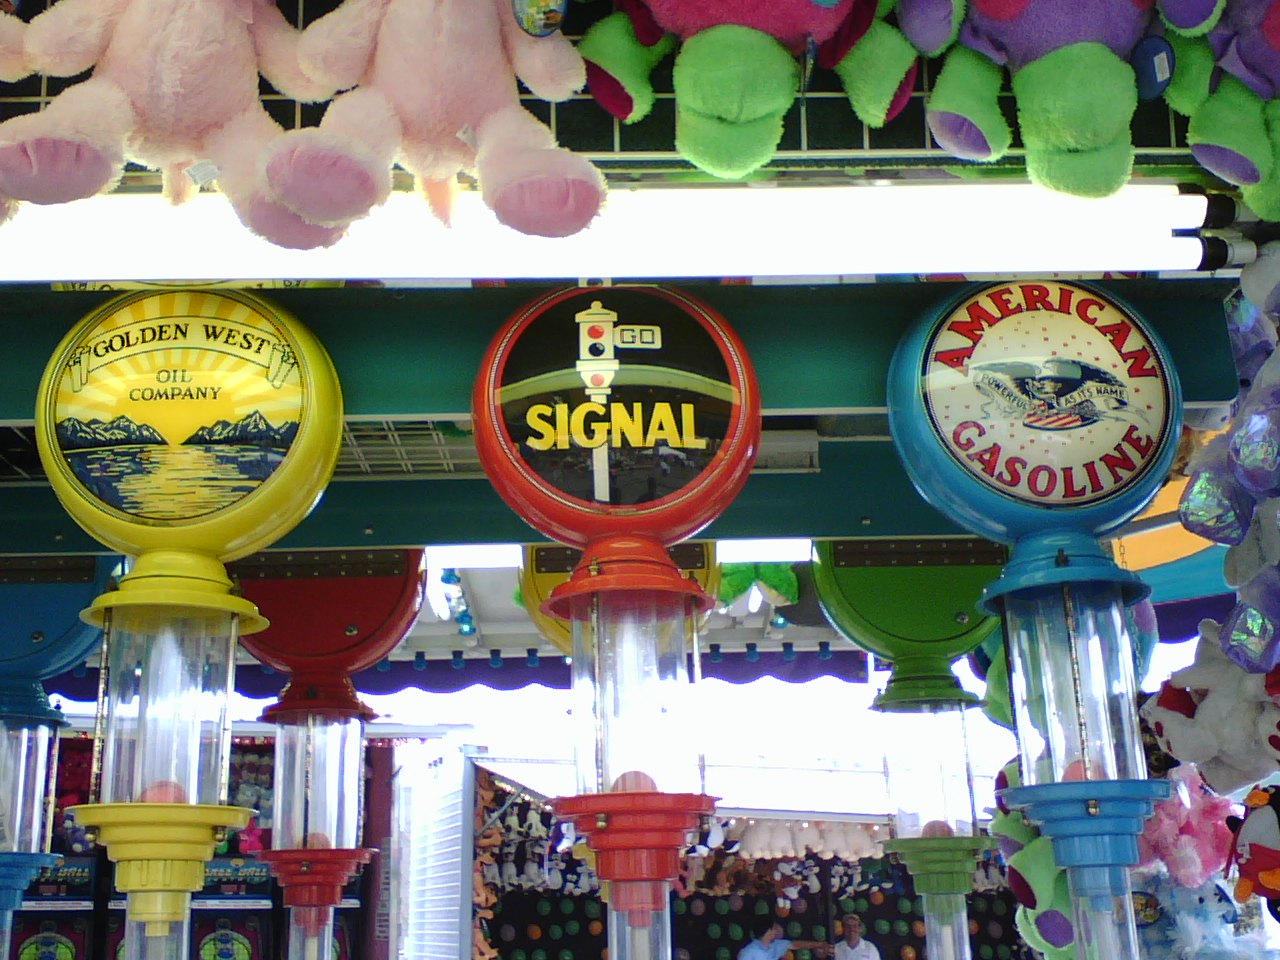 GOLDEN WEST
OIL
COMPANY
GO
SIGNAL
AMERICAN
POWERFUL AS ITS NAME
GASOLINE